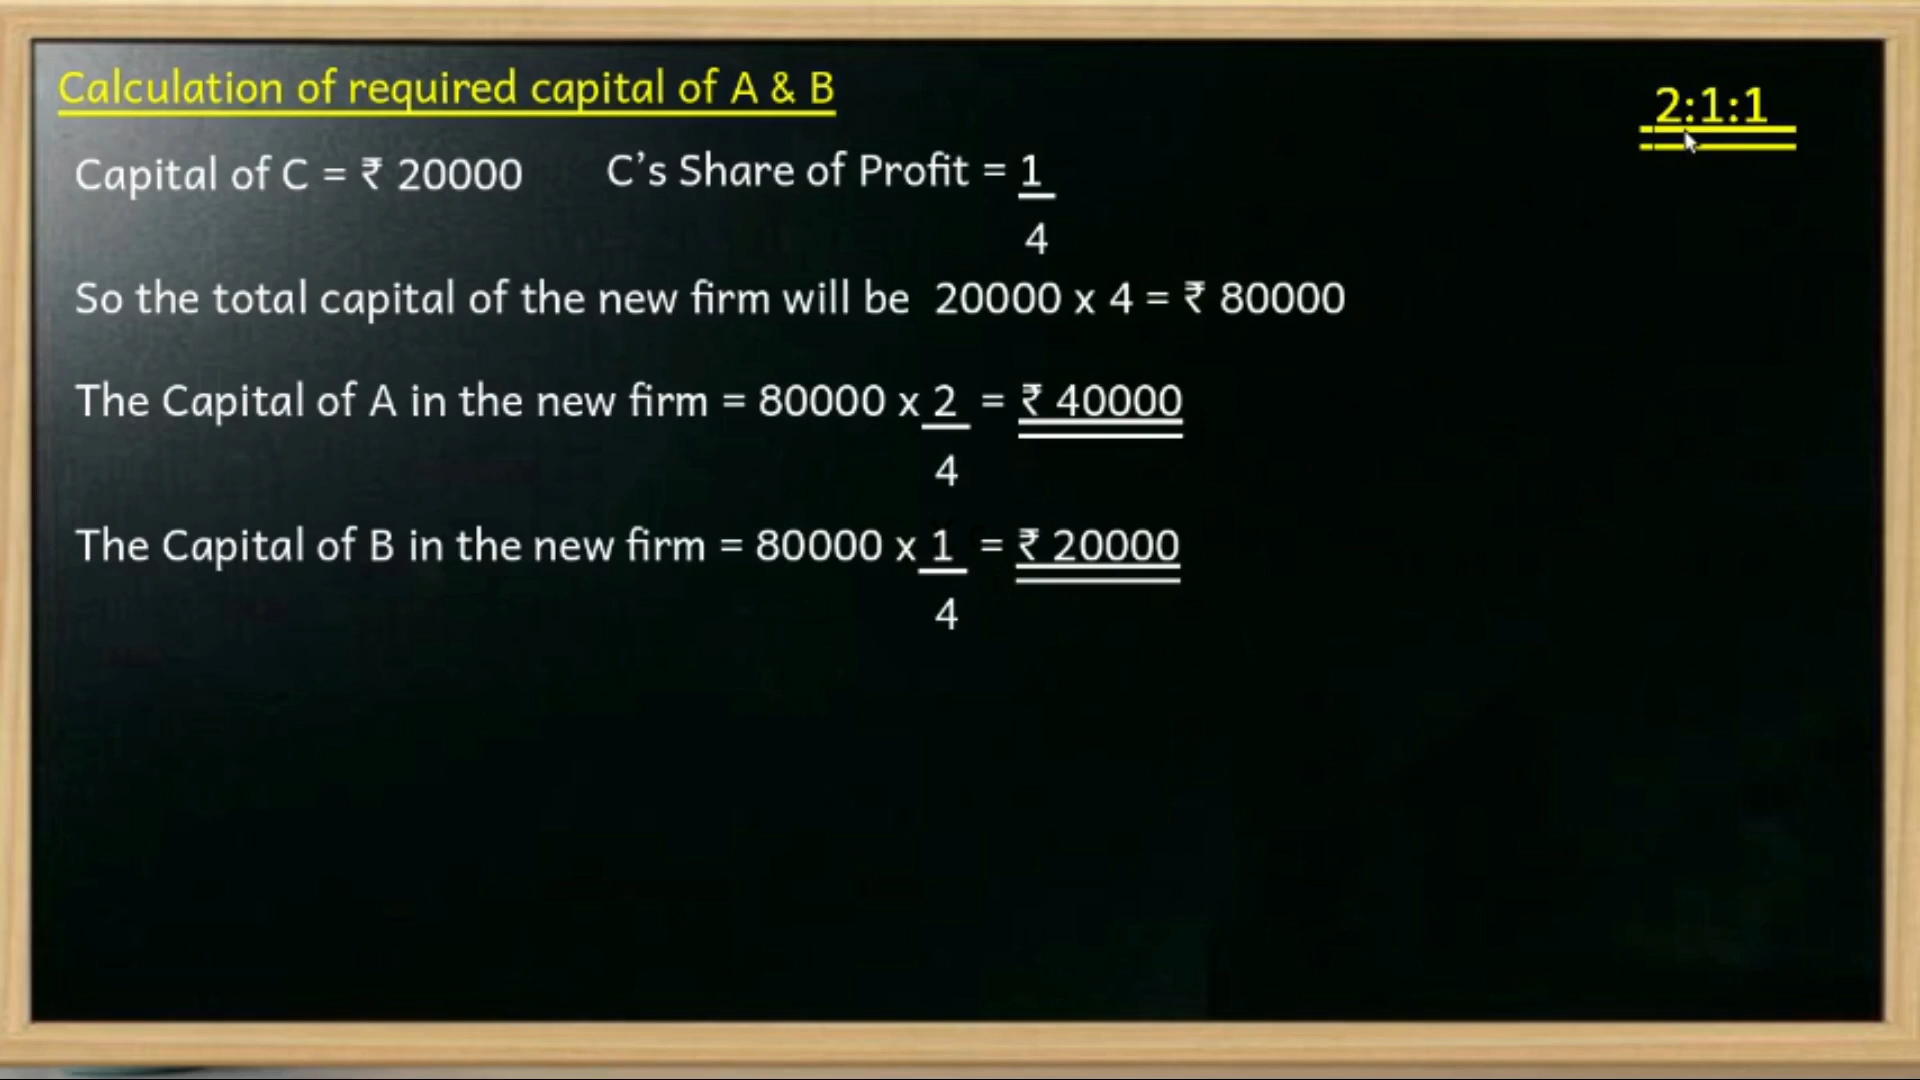 Calculation of required capital of A & B
2:1:1
Capital of C = ₹ 20000 C’s Share of Profit = 1
4
So the total capital of the new firm will be 20000 x 4 = ₹ 80000
The Capital of A in the new firm = 80000 x 2 = ₹ 40000
4
The Capital of B in the new firm = 80000 x 1 = ₹ 20000
4